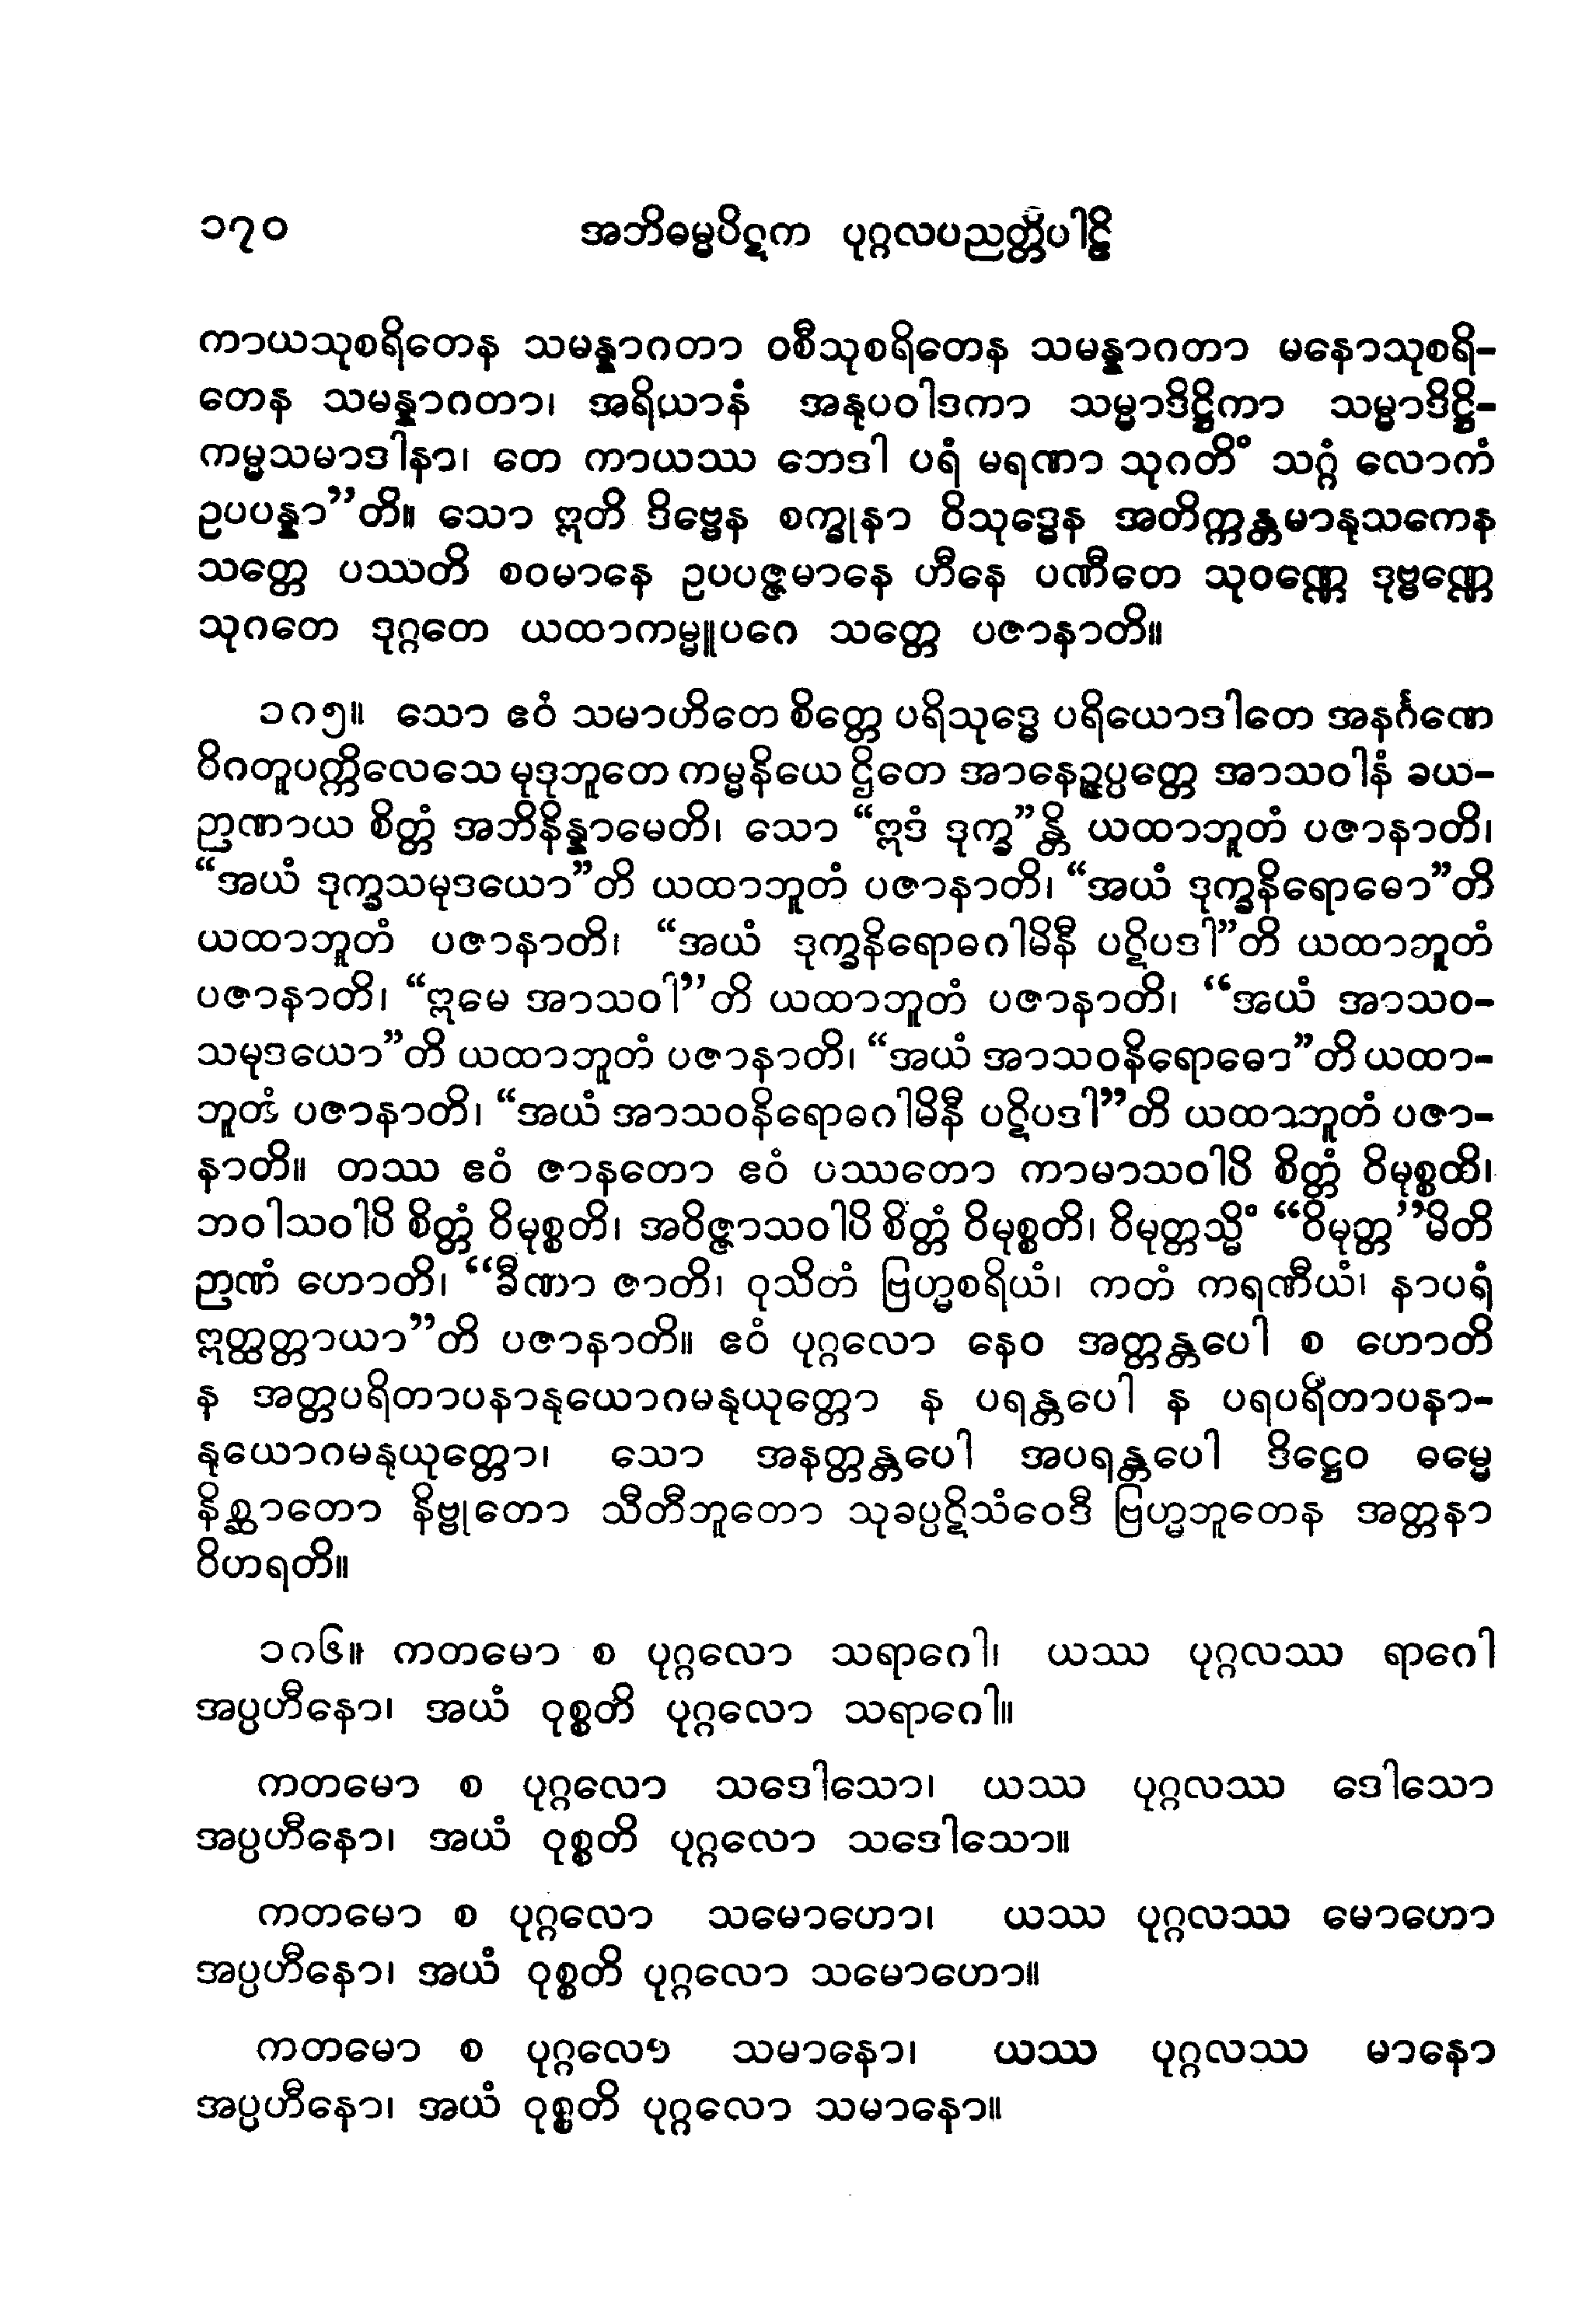 ၁၇၀ အဘိဓမ္မပိဋက ပုဂ္ဂလပညတ္တိပါဠိ
ကာယသုစရိတေန သမန္နာဂတာ ဝစီသုစရိတေန သမန္နာဂတာ မနောသုစရိ-
တေန သမန္နာဂတာ၊ အရိယာနံ အနုပဝါဒကာ သမ္မာဒိဋ္ဌိကာ သမ္မာဒိဋ္ဌိ-
ကမ္မသမာဒါနာ၊ တေ ကာယဿ ဘေဒါ ပရံ မရဏာ သုဂတိံ သဂ္ဂံ လောကံ
ဥပပန္နာ”တိ။ သော ဣတိ ဒိဗ္ဗေန စက္ခုနာ ဝိသုဒ္ဓေန အတိက္ကန္တမာနုသကေန
သတ္တေ ပဿတိ စဝမာနေ ဥပပဇ္ဇမာနေ ဟီနေ ပဏီတေ သုဝဏ္ဏေ ဒုဗ္ဗဏ္ဏေ
သုဂတေ ဒုဂ္ဂတေ ယထာကမ္မူပဂေ သတ္တေ ပဇာနာတိ။
၁၈၅။ သော ဧဝံ သမာဟိတေ စိတ္တေ ပရိသုဒ္ဓေ ပရိယောဒါတေ အနင်္ဂဏေ
ဝိဂတူပက္ကိလေသေ မုဒုဘူတေ ကမ္မနိယေ ဌိတေ အာနေဉ္ဇပ္ပတ္တေ အာသဝါနံ ခယ-
ဉာဏာယ စိတ္တံ အဘိနိန္နာမေတိ၊ သော “ဣဒံ ဒုက္ခ”န္တိ ယထာဘူတံ ပဇာနာတိ၊
“အယံ ဒုက္ခသမုဒယော”တိ ယထာဘူတံ ပဇာနာတိ၊ “အယံ ဒုက္ခနိရောဓော”တိ
ယထာဘူတံ ပဇာနာတိ၊ “အယံ ဒုက္ခနိရောဓဂါမိနီ ပဋိပဒါ”တိ ယထာဘူတံ
ပဇာနာတိ၊ “ဣမေ အာသဝါ”တိ ယထာဘူတံ ပဇာနာတိ၊ “အယံ အာသဝ-
သမုဒယော”တိ ယထာဘူတံ ပဇာနာတိ၊ “အယံ အာသဝနိရောဓော”တိ ယထာ-
ဘူတံ ပဇာနာတိ၊ “အယံ အာသဝနိရောဓဂါမိနီ ပဋိပဒါ”တိ ယထာဘူတံ ပဇာ-
နာတိ။ တဿ ဧဝံ ဇာနတော ဧဝံ ပဿတော ကာမာသဝါပိ စိတ္တံ ဝိမုစ္စတိ၊
ဘဝါသဝါပိ စိတ္တံ ဝိမုစ္စတိ၊ အဝိဇ္ဇာသဝါပိ စိတ္တံ ဝိမုစ္စတိ၊ ဝိမုတ္တသ္မိံ “ဝိမုတ္တ”မိတိ
ဉာဏံ ဟောတိ၊ “ခီဏာ ဇာတိ၊ ဝုသိတံ ဗြဟ္မစရိယံ၊ ကတံ ကရဏီယံ၊ နာပရံ
ဣတ္ထတ္တာယာ”တိ ပဇာနာတိ။ ဧဝံ ပုဂ္ဂလော နေဝ အတ္တန္တပေါ စ ဟောတိ
န အတ္တပရိတာပနာနုယောဂမနုယုတ္တော န ပရန္တပေါ န ပရပရိတာပနာ-
နုယောဂမနုယုတ္တော၊ သော အနတ္တန္တပေါ အပရန္တပေါ ဒိဋ္ဌေဝ ဓမ္မေ
နိစ္ဆာတော နိဗ္ဗုတော သီတီဘူတော သုခပ္ပဋိသံဝေဒီ ဗြဟ္မဘူတေန အတ္တနာ
ဝိဟရတိ။
၁၈၆။ ကတမော စ ပုဂ္ဂလော သရာဂေါ၊ ယဿ ပုဂ္ဂလဿ ရာဂေါ
အပ္ပဟီနော၊ အယံ ဝုစ္စတိ ပုဂ္ဂလော သရာဂေါ။
ကတမော စ ပုဂ္ဂလော သဒေါသော၊ ယဿ ပုဂ္ဂလဿ ဒေါသော
အပ္ပဟီနော၊ အယံ ဝုစ္စတိ ပုဂ္ဂလော သဒေါသော။
ကတမော စ ပုဂ္ဂလော သမောဟော၊ ယဿ ပုဂ္ဂလဿ မောဟော
အပ္ပဟီနော၊ အယံ ဝုစ္စတိ ပုဂ္ဂလော သမောဟော။
ကတမော စ ပုဂ္ဂလော သမာနော၊ ယဿ ပုဂ္ဂလဿ မာနော
အပ္ပဟီနော၊ အယံ ဝုစ္စတိ ပုဂ္ဂလော သမာနော။